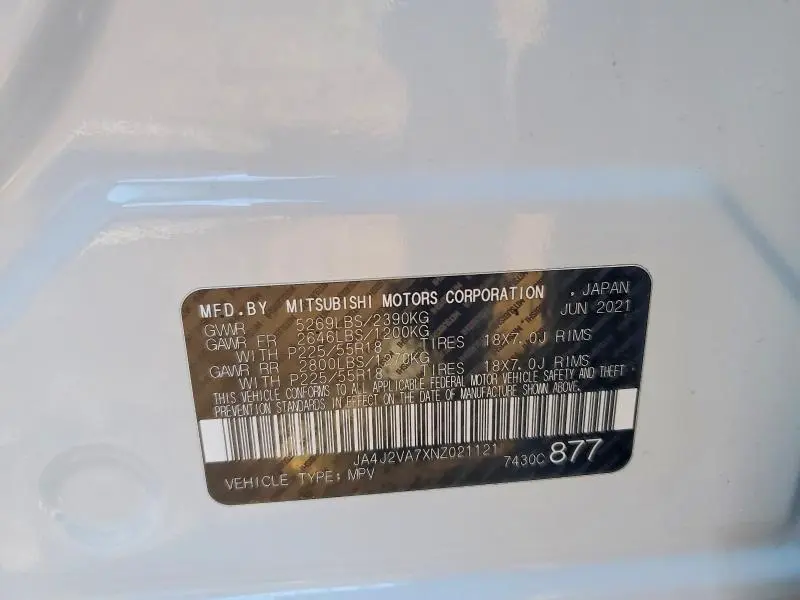 MFD.BY MITSUBISHI MOTORS CORPORATION . JAPAN
GVWR 5269LBS/2390KG JUN 2021
GAWR FR 2646LBS/1200KG
WITH P225/55R18 TIRES 18X7.0J RIMS
GAWR RR 2800LBS/1270KG
WITH P225/55R18 TIRES 18X7.0J RIMS
THIS VEHICLE CONFORMS TO ALL APPLICABLE FEDERAL MOTOR VEHICLE SAFETY AND THEFT
PREVENTION STANDARDS IN EFFECT ON THE DATE OF MANUFACTURE SHOWN ABOVE.
JA4J2VA7XNZ021121
VEHICLE TYPE: MPV 7430C 877